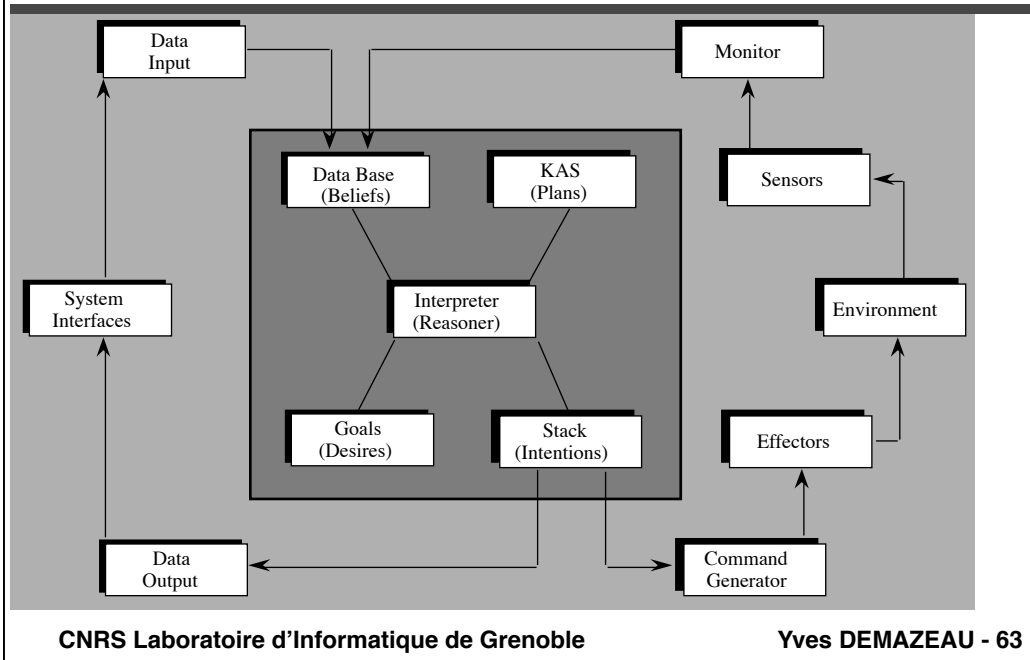 Data
Input
Monitor
Data Base
(Beliefs)
KAS
(Plans)
Sensors
System
Interfaces
Interpreter
(Reasoner)
Environment
Goals
(Desires)
Stack
(Intentions)
Effectors
Data
Output
Command
Generator
CNRS Laboratoire d'Informatique de Grenoble
Yves DEMAZEAU - 63